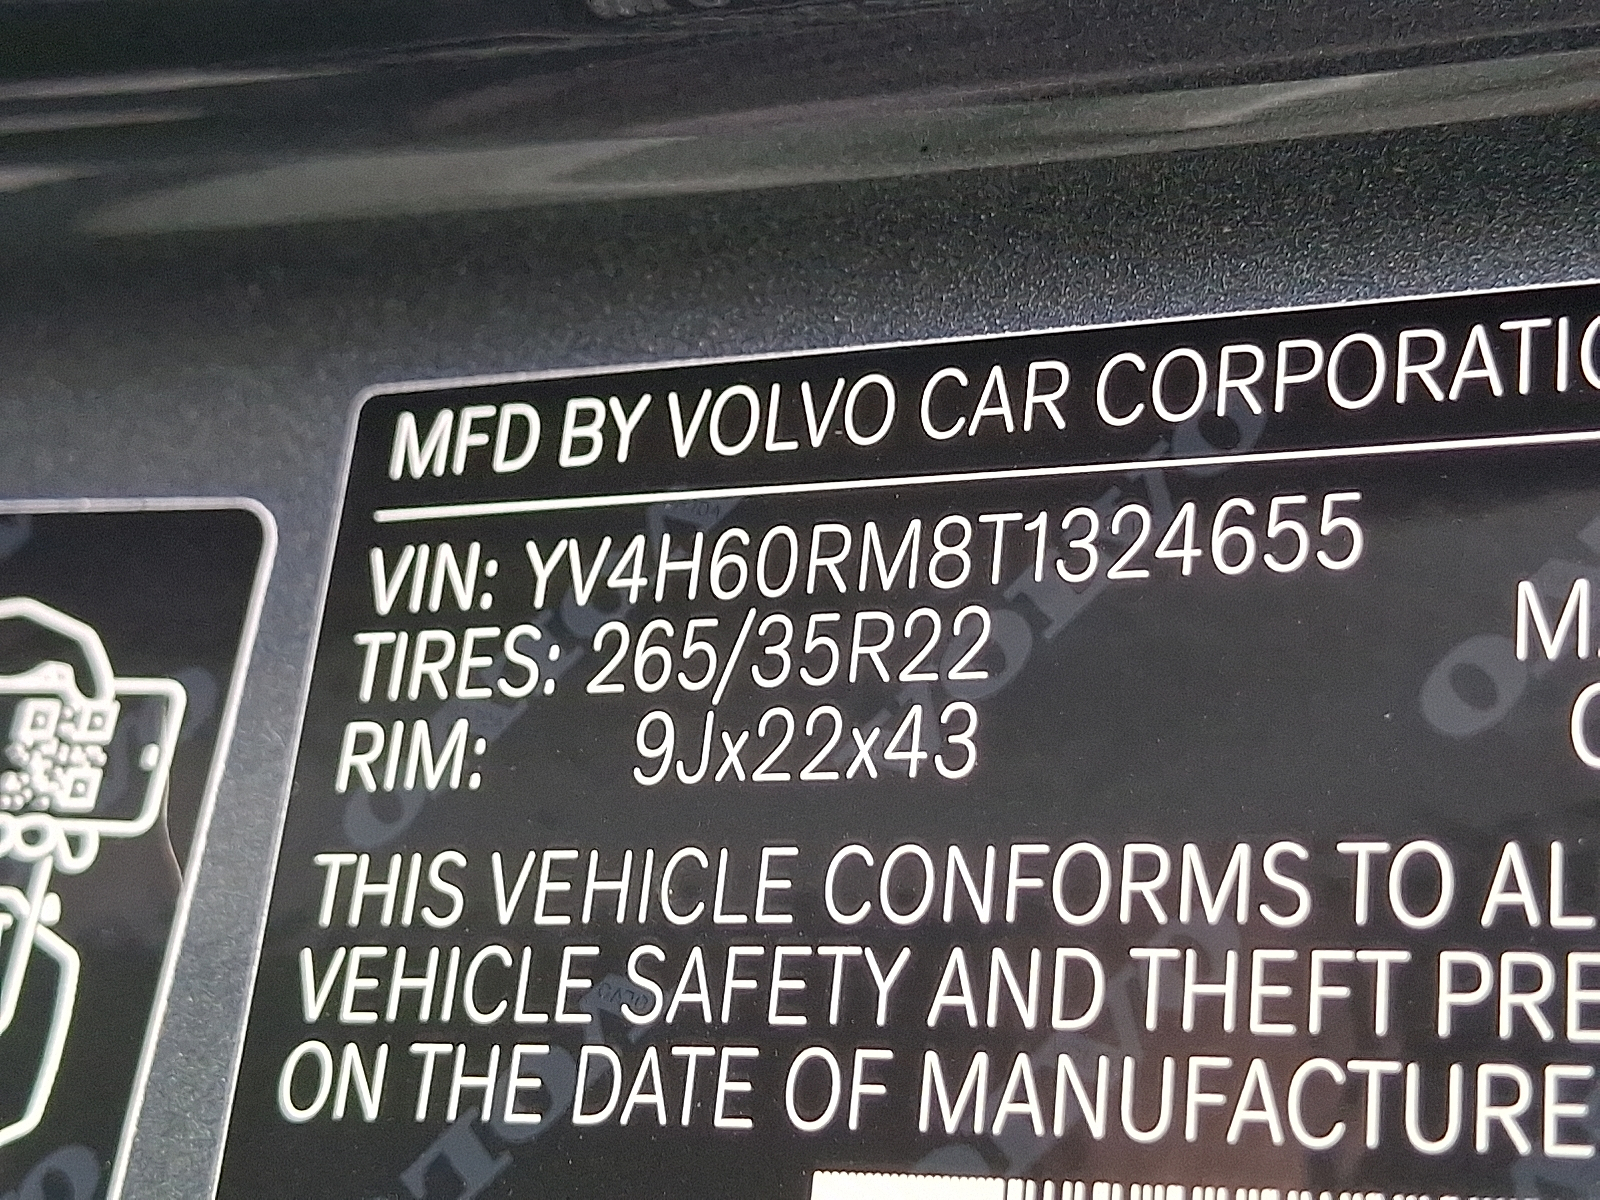 MFD BY VOLVO CAR CORPORATIO
VIN: YV4H60RM8T1324655
TIRES: 265/35R22
M
RIM: 9Jx22x43
THIS VEHICLE CONFORMS TO AL
VEHICLE SAFETY AND THEFT PRE
ON THE DATE OF MANUFACTURE
VOLVO